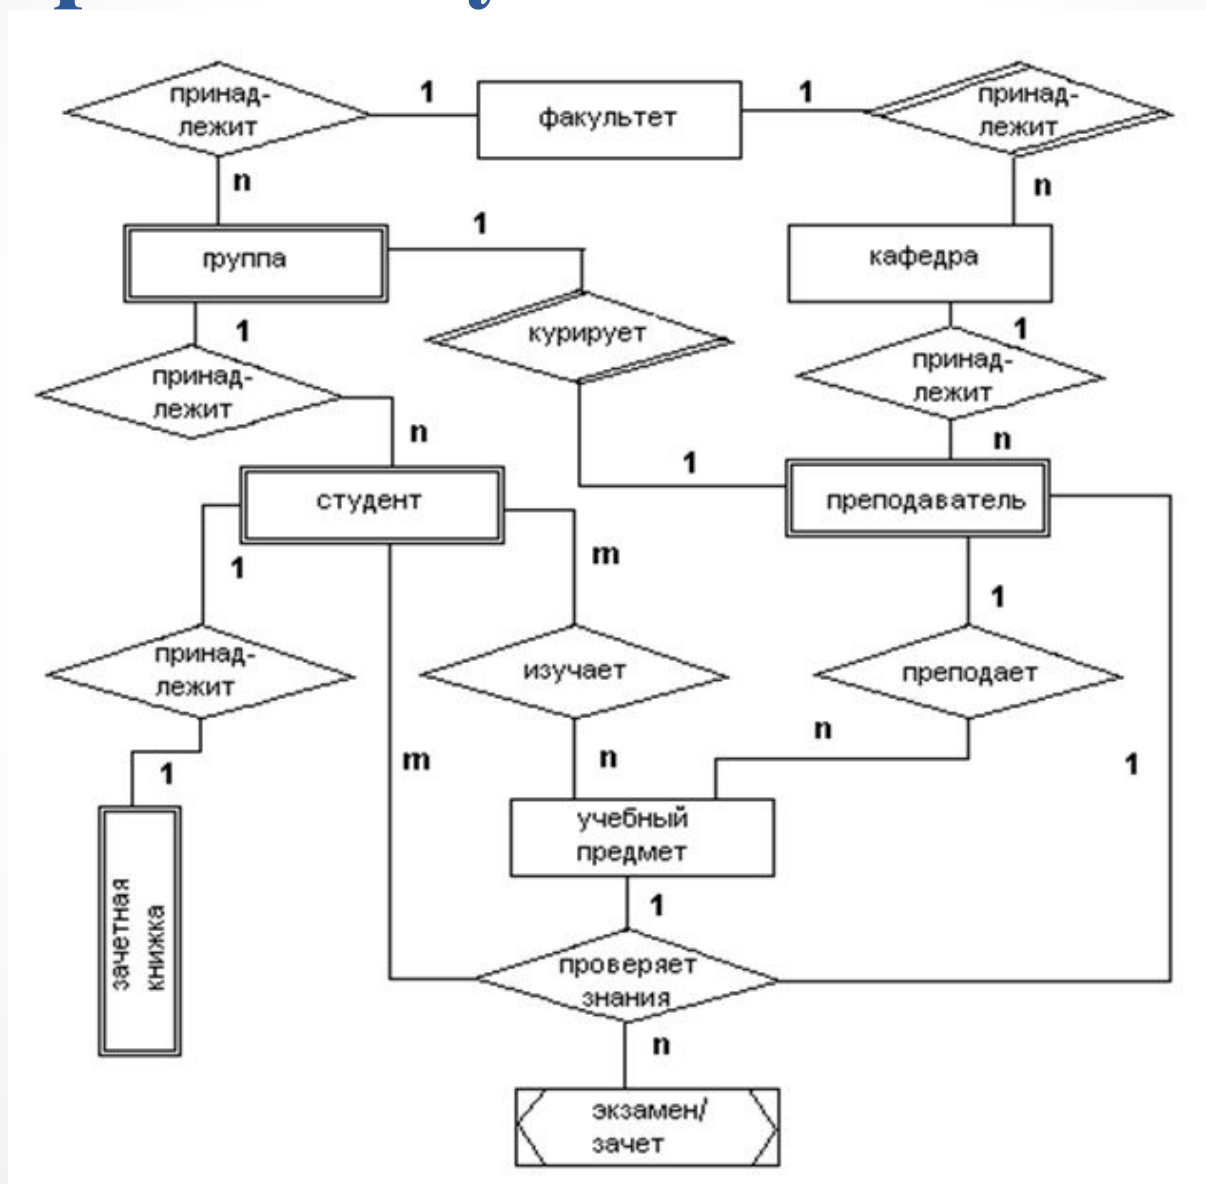 принад-
лежит
1
факультет
1
принад-
лежит
n
n
группа
1
кафедра
1
курирует
1
принад-
лежит
принад-
лежит
n
n
1
студент
преподаватель
1
m
1
принад-
лежит
изучает
преподает
n
1
m
n
1
учебный
предмет
зачетная
книжка
1
проверяет
знания
n
экзамен/
зачет